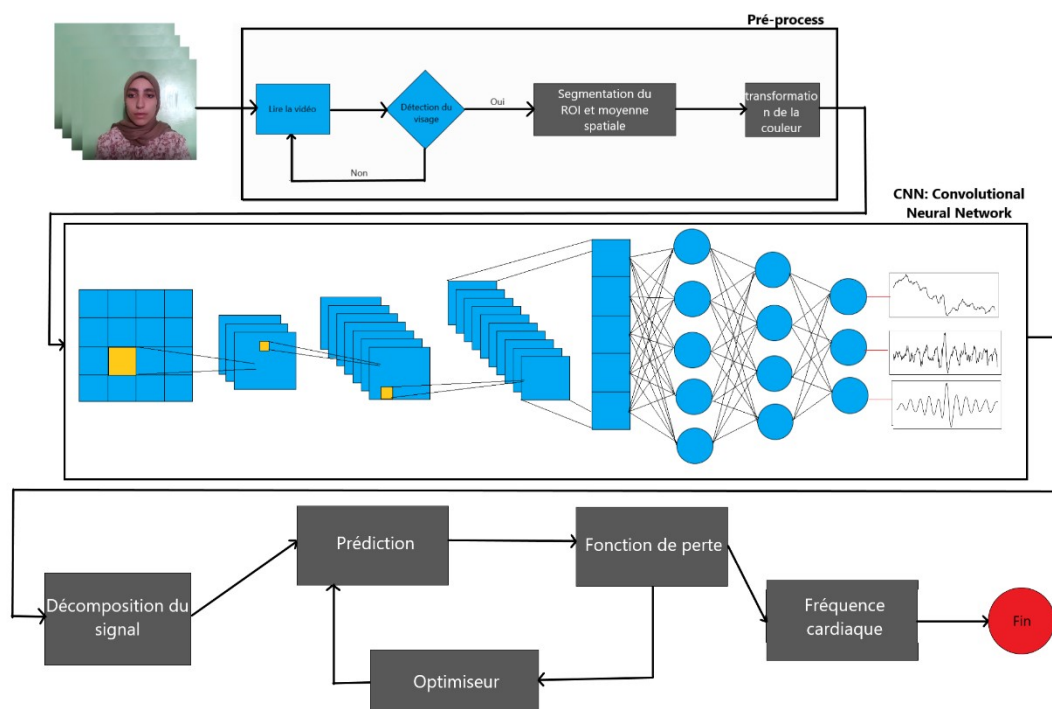 Pré-process
Lire la vidéo
Détection du
visage
Oui
Non
Segmentation du
ROI et moyenne
spatiale
transformatio
n de la
couleur
CNN: Convolutional
Neural Network
Décomposition du
signal
Prédiction
Fonction de perte
Optimiseur
Fréquence
cardiaque
Fin